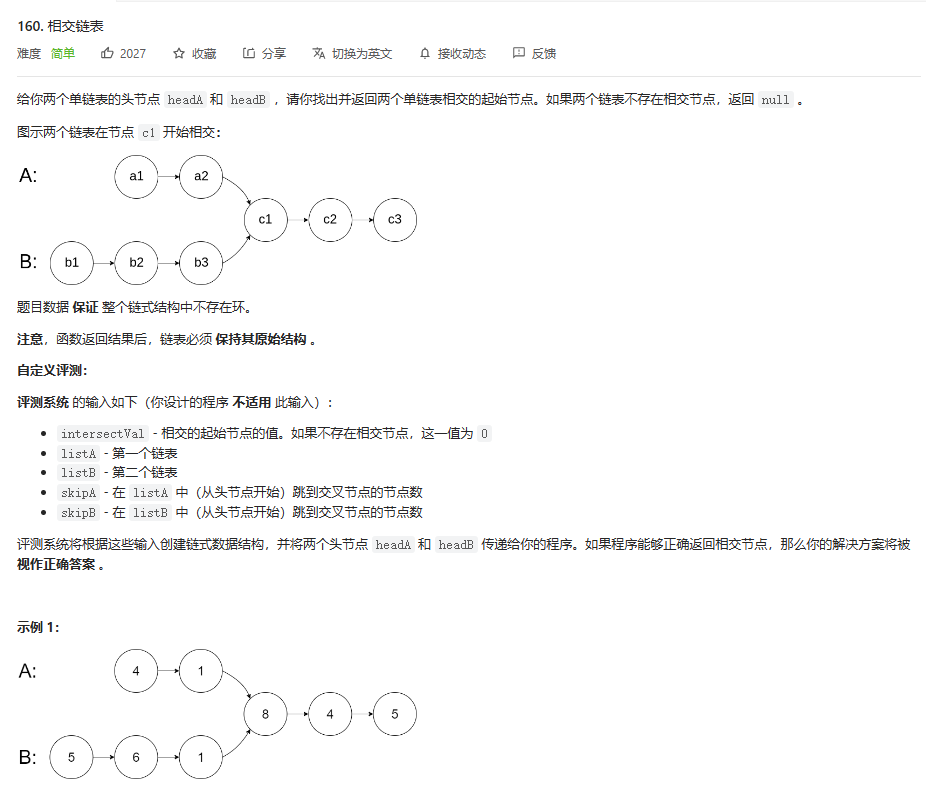 160. 相交链表
难度 简单 2027 收藏 分享 切换为英文 接收动态 反馈
给你两个单链表的头节点 headA 和 headB ，请你找出并返回两个单链表相交的起始节点。如果两个链表不存在相交节点，返回 null 。
图示两个链表在节点 c1 开始相交：
A: a1 a2
c1 c2 c3
B: b1 b2 b3
题目数据 保证 整个链式结构中不存在环。
注意，函数返回结果后，链表必须 保持其原始结构 。
自定义评测：
评测系统 的输入如下（你设计的程序 不适用 此输入）：
• intersectVal - 相交的起始节点的值。如果不存在相交节点，这一值为 0
• listA - 第一个链表
• listB - 第二个链表
• skipA - 在 listA 中（从头节点开始）跳到交叉节点的节点数
• skipB - 在 listB 中（从头节点开始）跳到交叉节点的节点数
评测系统将根据这些输入创建链式数据结构，并将两个头节点 headA 和 headB 传递给你的程序。如果程序能够正确返回相交节点，那么你的解决方案将被
视作正确答案 。
示例 1：
A: 4 1
8 4 5
B: 5 6 1